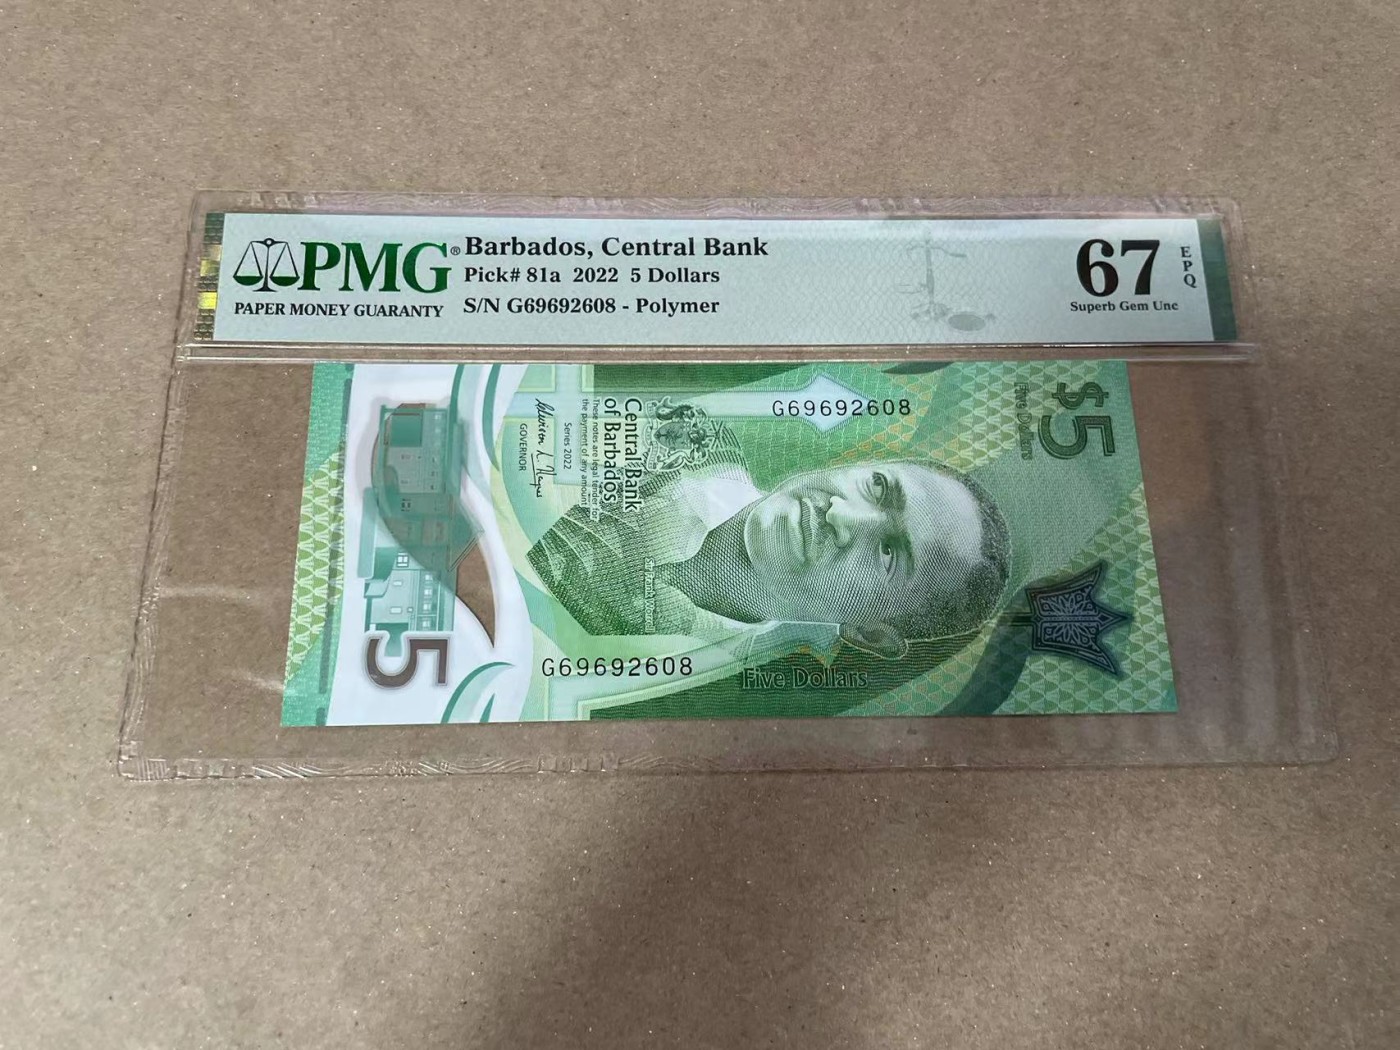 PMG®
PAPER MONEY GUARANTY
Barbados, Central Bank
Pick# 81a 2022 5 Dollars
S/N G69692608 - Polymer
67
EPQ
Superb Gem Unc
$5
Five Dollars
G69692608
Central Bank
of Barbados
These notes are legal tender for
the payment of any amount
Series 2022
GOVERNOR
G69692608
Five Dollars
5